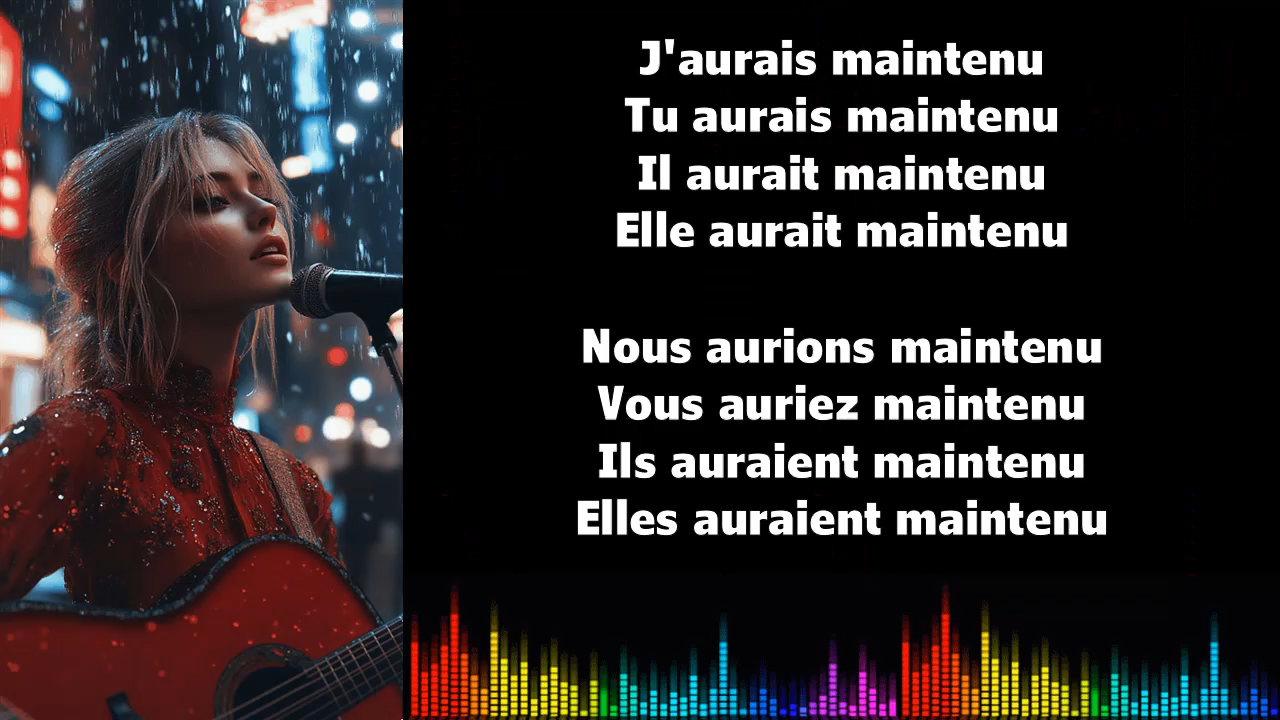 J'aurais maintenu
Tu aurais maintenu
Il aurait maintenu
Elle aurait maintenu
Nous aurions maintenu
Vous auriez maintenu
Ils auraient maintenu
Elles auraient maintenu